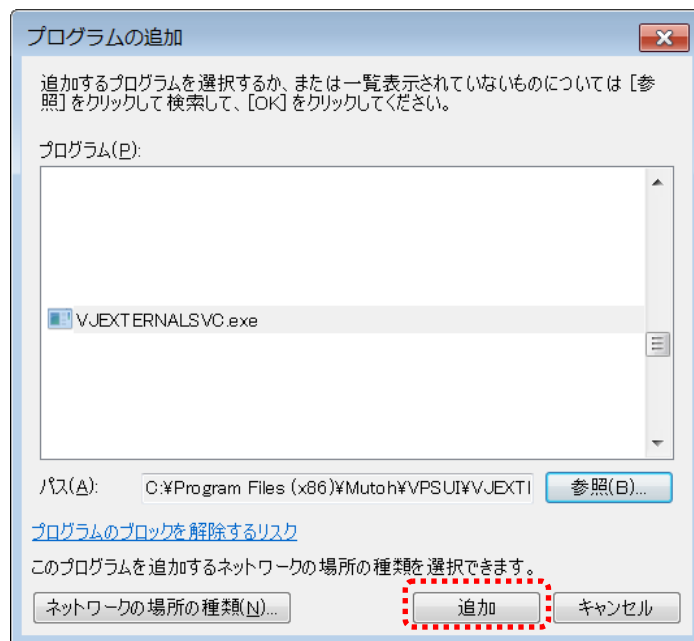 プログラムの追加
追加するプログラムを選択するか、または一覧表示されていないものについては [参
照] をクリックして検索して、[OK] をクリックしてください。
プログラム(P):
VJEXTERNALSVC.exe
パス(A): C:¥Program Files (x86)¥Mutoh¥VPSUI¥VJEXTI 参照(B)...
プログラムのブロックを解除するリスク
このプログラムを追加するネットワークの場所の種類を選択できます。
ネットワークの場所の種類(N)... 追加 キャンセル